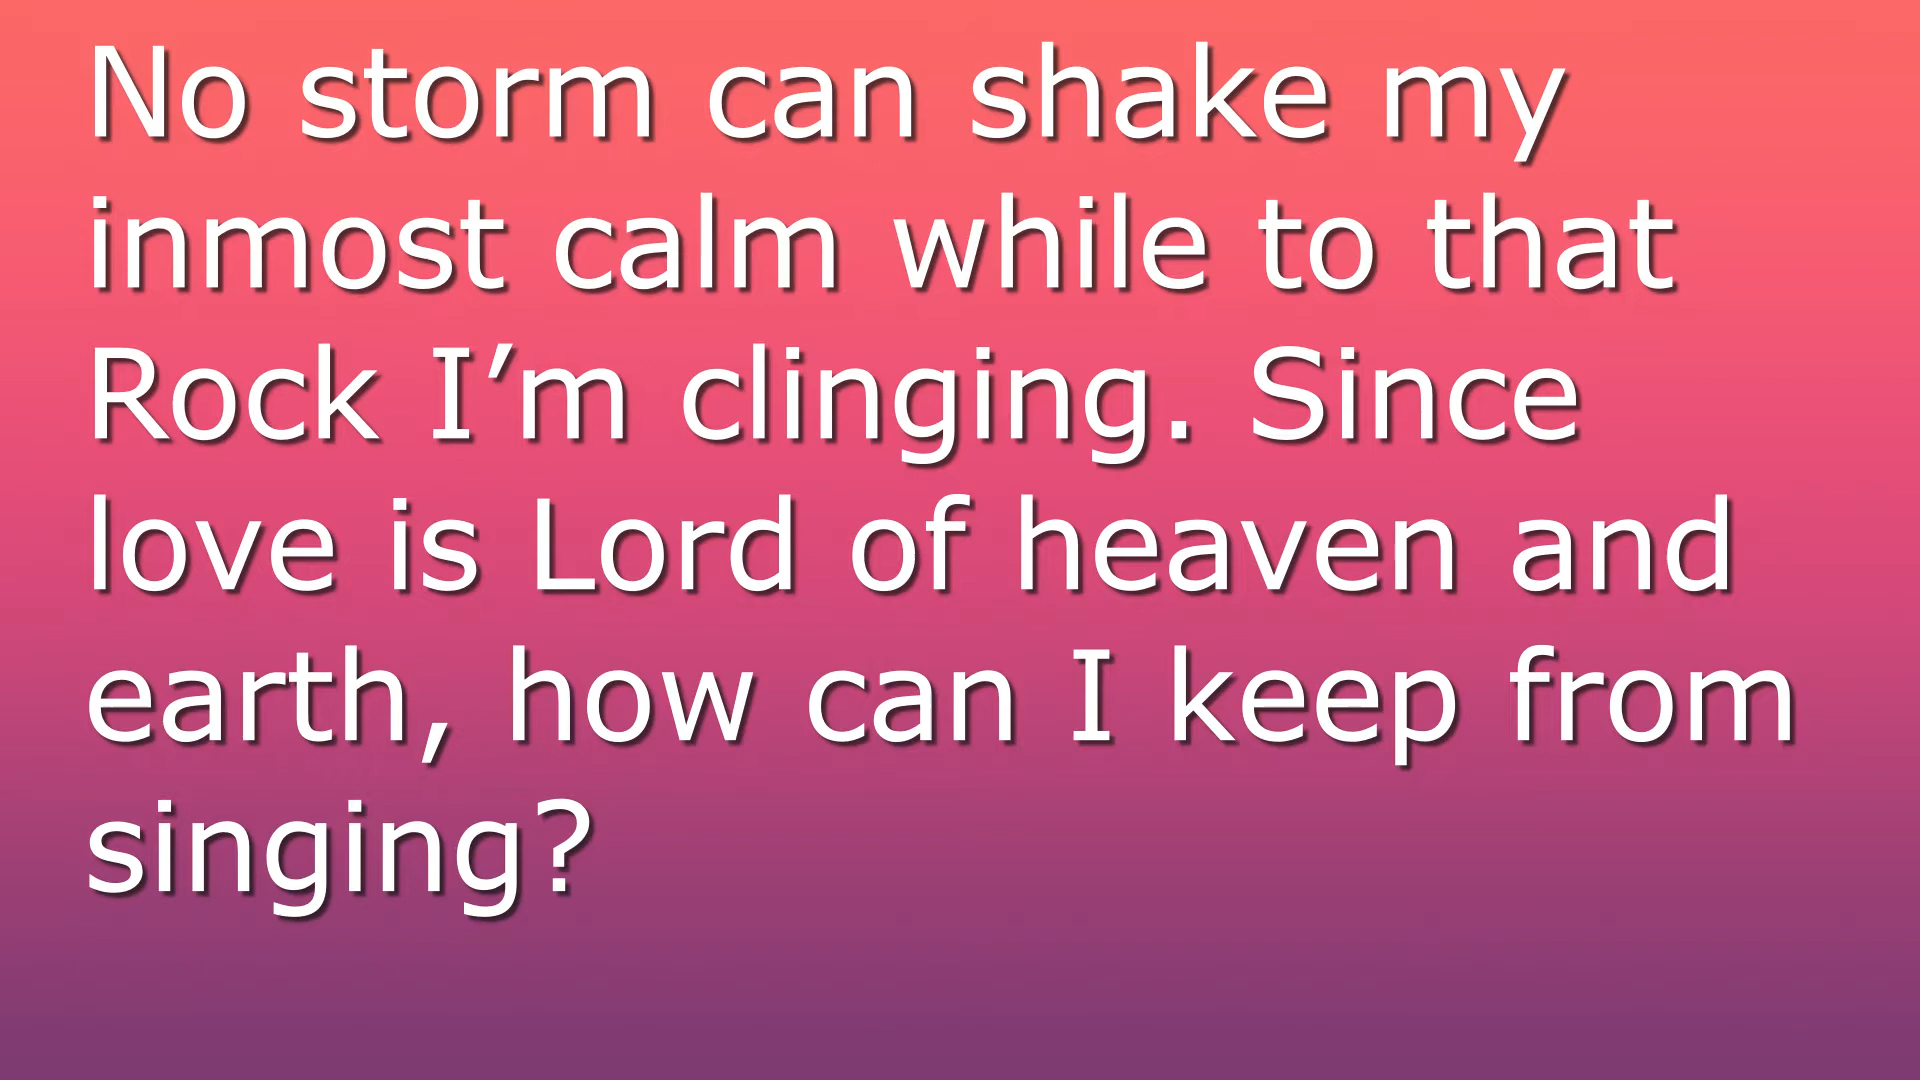 No storm can shake my
inmost calm while to that
Rock I’m clinging. Since
love is Lord of heaven and
earth, how can I keep from
singing?